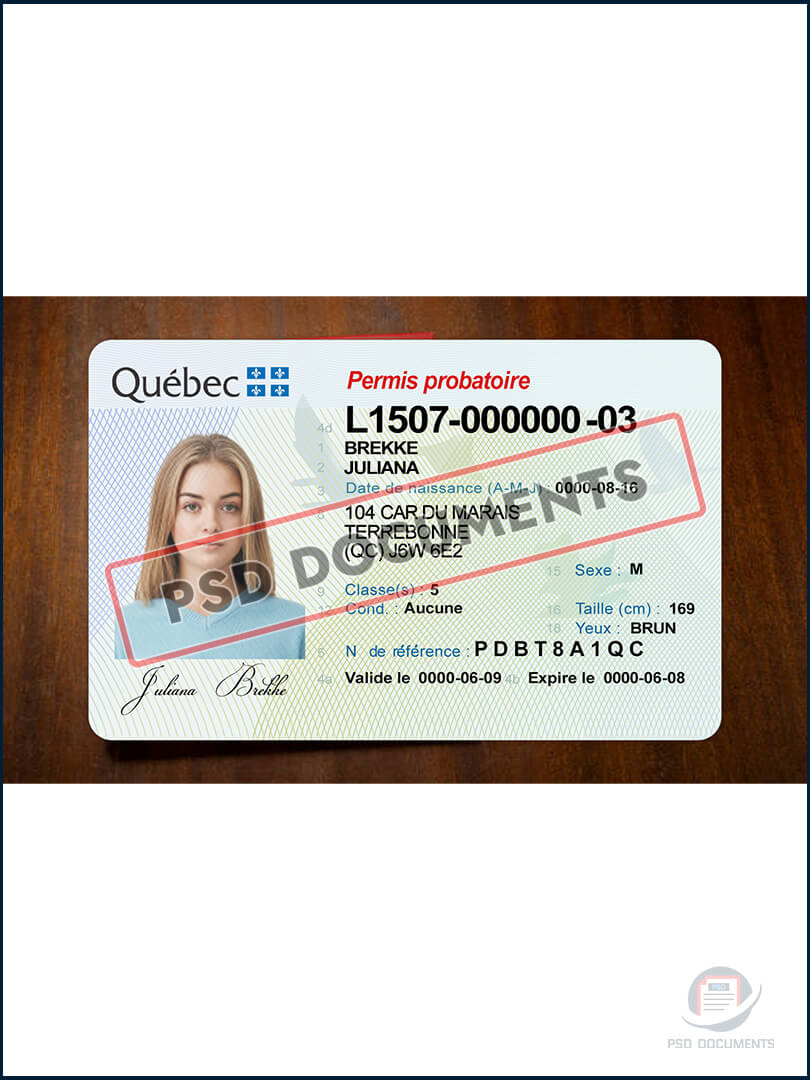 Québec
Permis probatoire
4d L1507-000000-03
1 BREKKE
2 JULIANA
3 Date de naissance (A-M-J) : 0000-08-16
8 104 CAR DU MARAIS
TERREBONNE
(QC) J6W 6E2
PSD DOCUMENTS
15 Sexe : M
9 Classe(s) : 5
12 Cond. : Aucune
16 Taille (cm) : 169
18 Yeux : BRUN
5 N de référence : PDBT8A1QC
4a Valide le 0000-06-09 4b Expire le 0000-06-08
Juliana Brekke
PSD
PSD DOCUMENTS